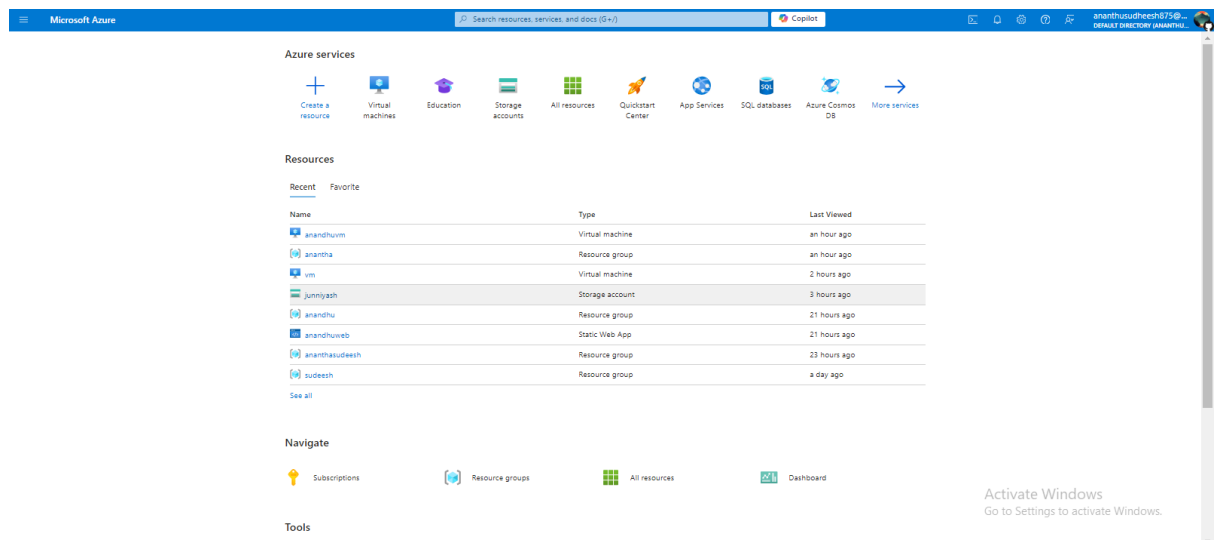 Microsoft Azure
Search resources, services, and docs (G+/)
Copilot
ananthusudheesh875@...
DEFAULT DIRECTORY (ANANTHU...
Azure services
Create a resource
Virtual machines
Education
Storage accounts
All resources
Quickstart Center
App Services
SQL databases
Azure Cosmos DB
More services
Resources
Recent Favorite
Name Type Last Viewed
anandhuvm Virtual machine an hour ago
anantha Resource group an hour ago
vm Virtual machine 2 hours ago
junniyash Storage account 3 hours ago
anandhu Resource group 21 hours ago
anandhuweb Static Web App 21 hours ago
ananthasudeesh Resource group 23 hours ago
sudeesh Resource group a day ago
See all
Navigate
Subscriptions Resource groups All resources Dashboard
Tools
Activate Windows
Go to Settings to activate Windows.